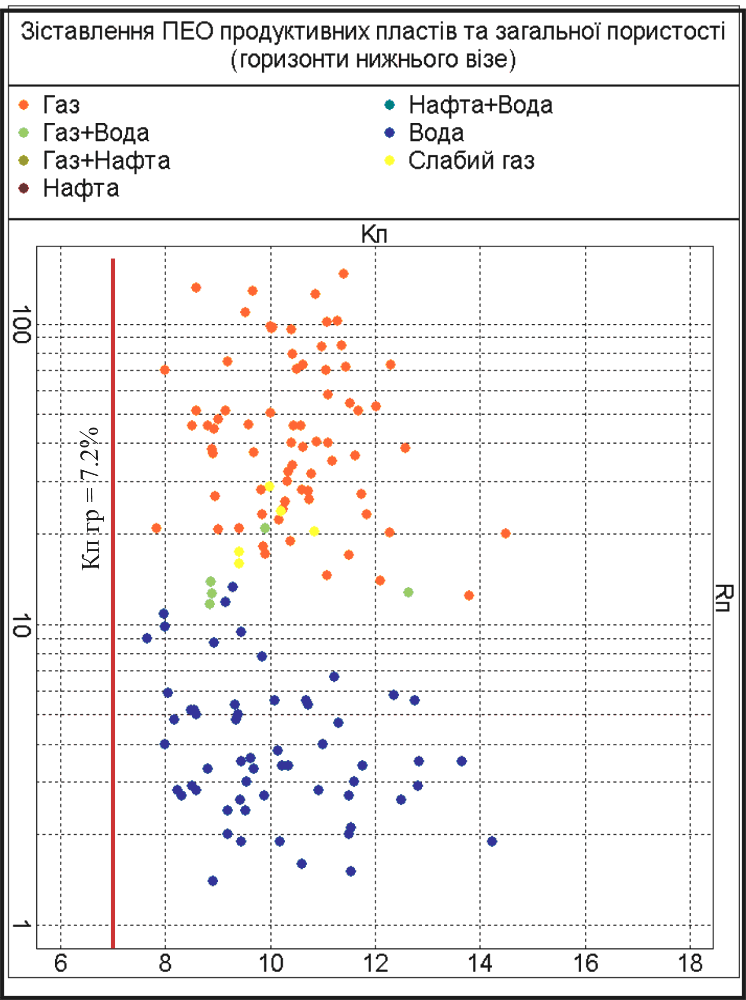 Зіставлення ПЕО продуктивних пластів та загальної пористості
(горизонти нижнього візе)
Газ
Газ+Вода
Газ+Нафта
Нафта
Нафта+Вода
Вода
Слабий газ
Кп
100
10
1
Кп гр = 7.2%
Rп
6 8 10 12 14 16 18